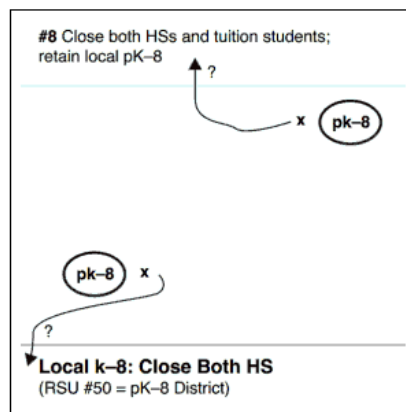 #8 Close both HSs and tuition students;
retain local pK–8
?
x pk–8
pk–8 x
?
Local k–8: Close Both HS
(RSU #50 = pK–8 District)